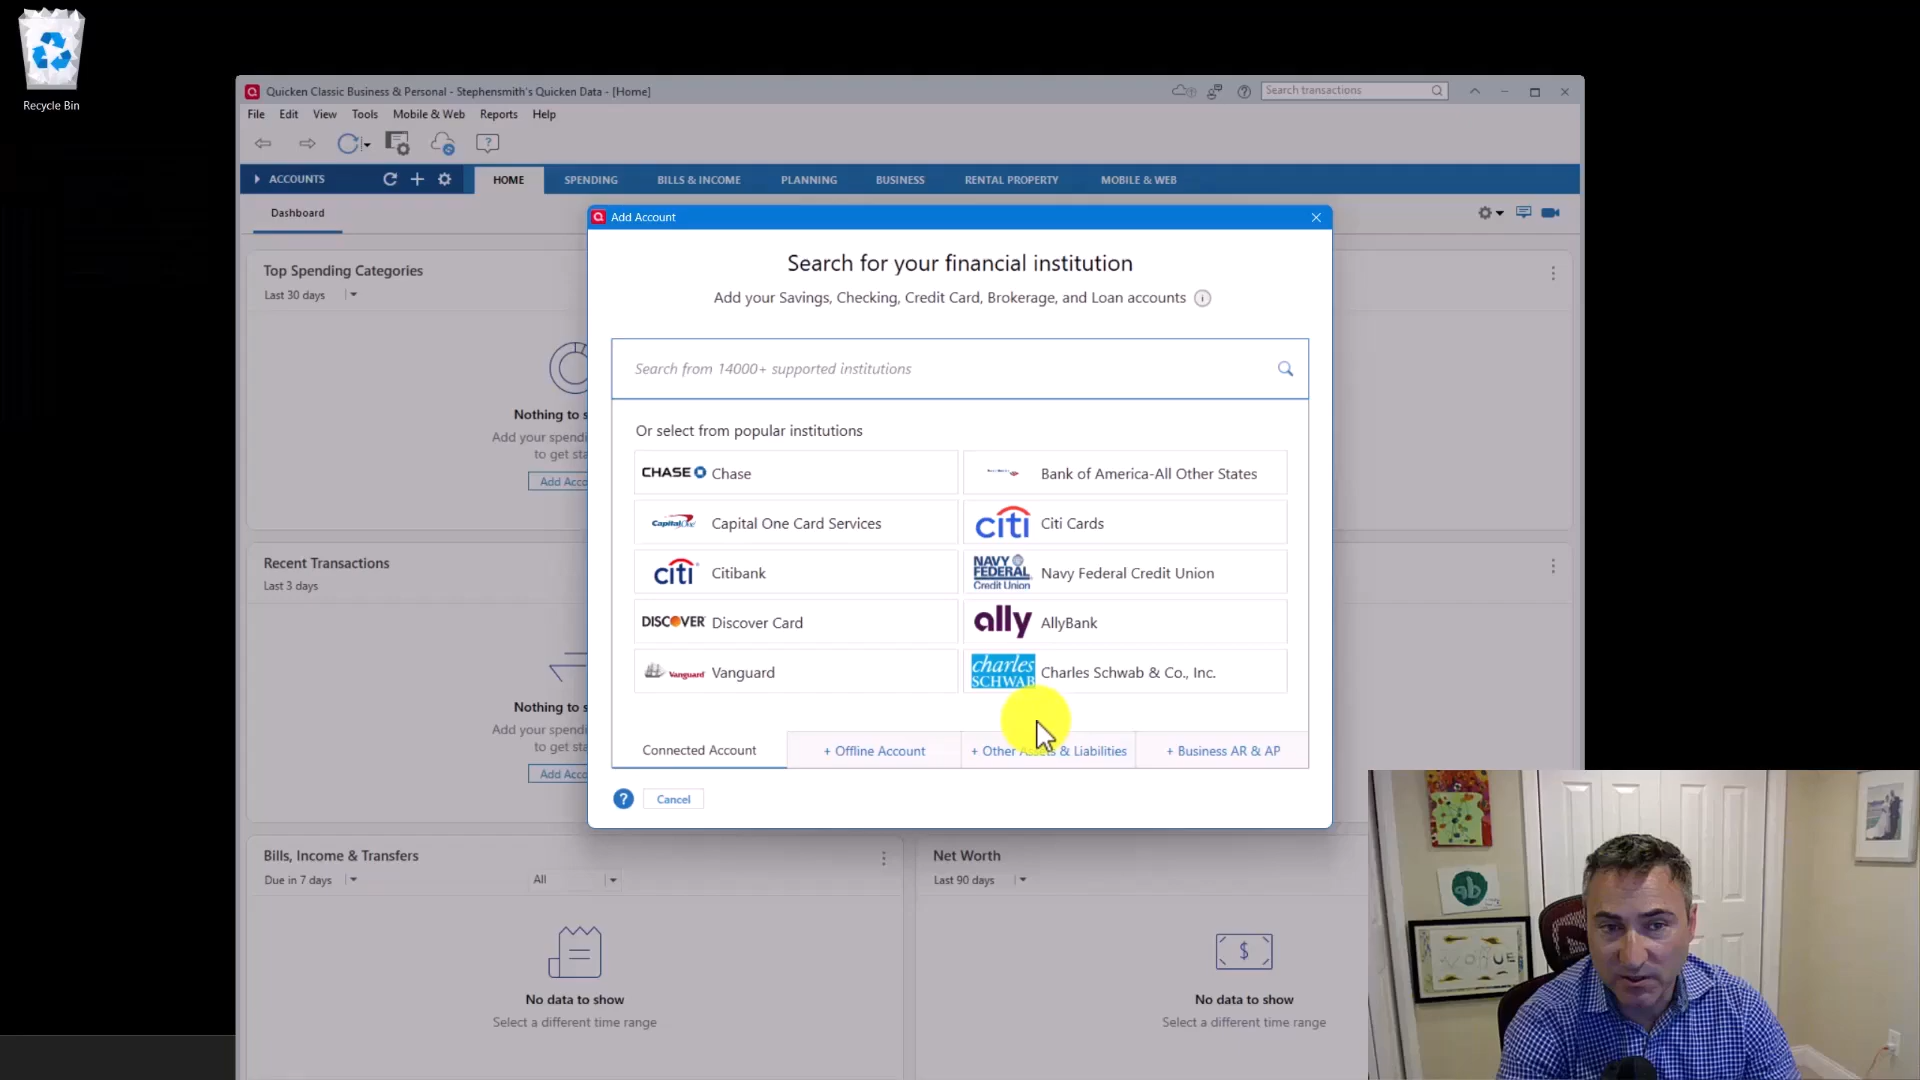 Recycle Bin
Quicken Classic Business & Personal - Stephensmith's Quicken Data - [Home]
Search transactions
File Edit View Tools Mobile & Web Reports Help
ACCOUNTS
HOME SPENDING BILLS & INCOME PLANNING BUSINESS RENTAL PROPERTY MOBILE & WEB
Dashboard
Add Account
Search for your financial institution
Add your Savings, Checking, Credit Card, Brokerage, and Loan accounts
Search from 14000+ supported institutions
Or select from popular institutions
CHASE Chase
Bank of America-All Other States
Capital One Capital One Card Services
citi Citi Cards
citi Citibank
NAVY FEDERAL Credit Union Navy Federal Credit Union
DISCOVER Discover Card
ally AllyBank
Vanguard Vanguard
charles SCHWAB Charles Schwab & Co., Inc.
Connected Account
+ Offline Account
+ Other Assets & Liabilities
+ Business AR & AP
? Cancel
Top Spending Categories
Last 30 days
Nothing to s
Add your spendi
to get sta
Add Acco
Recent Transactions
Last 3 days
Nothing to s
Add your spendi
to get sta
Add Acco
Bills, Income & Transfers
Due in 7 days All
No data to show
Select a different time range
Net Worth
Last 90 days
$
No data to show
Select a different time range